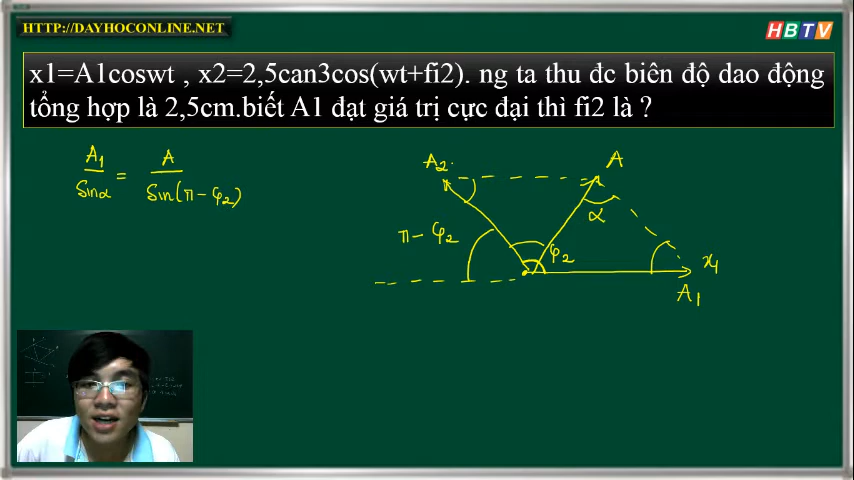 HTTP://DAYHOCONLINE.NET
HBTV
x1=A1coswt , x2=2,5can3cos(wt+fi2). ng ta thu đc biên độ dao động
tổng hợp là 2,5cm.biết A1 đạt giá trị cực đại thì fi2 là ?
A₁/Sinα = A/Sin(π - φ₂)
A₂
A
α
π - φ₂
φ₂
x₁
A₁